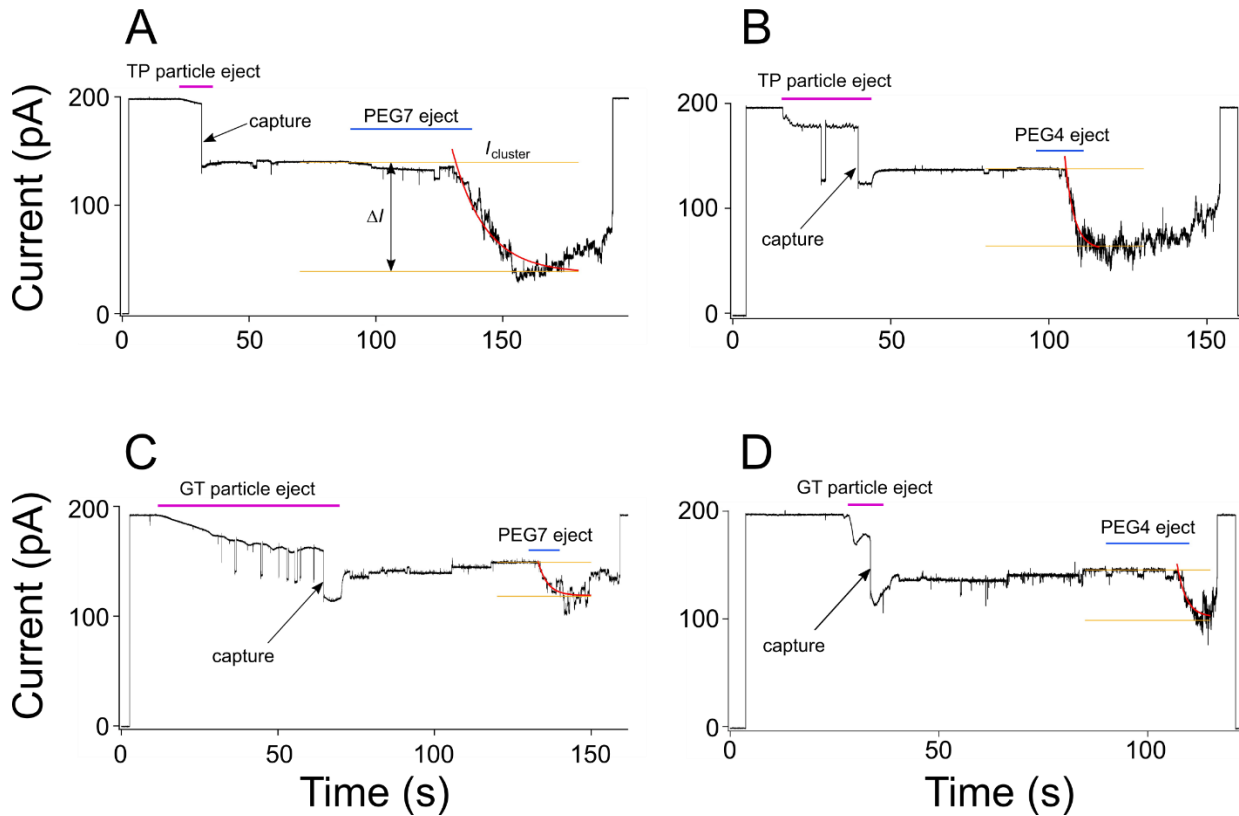 A
TP particle eject
200
capture
PEG7 eject
Icluster
100
ΔI
0
0
50
100
150
Current (pA)
B
TP particle eject
200
PEG4 eject
100
capture
0
0
50
100
150
C
GT particle eject
200
PEG7 eject
100
capture
0
0
50
100
150
Current (pA)
Time (s)
D
GT particle eject
200
PEG4 eject
100
capture
0
0
50
100
Time (s)